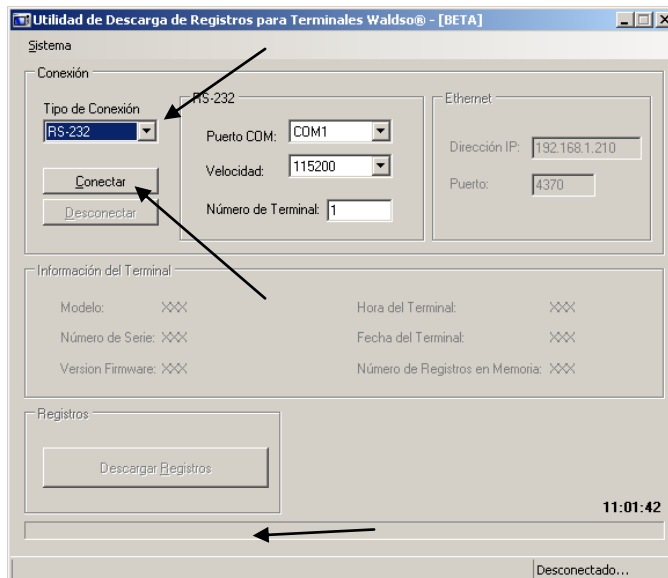 Utilidad de Descarga de Registros para Terminales Waldso® - [BETA]
Sistema
Conexión
Tipo de Conexión
RS-232
Conectar
Desconectar
RS-232
Puerto COM: COM1
Velocidad: 115200
Número de Terminal: 1
Ethernet
Dirección IP: 192.168.1.210
Puerto: 4370
Información del Terminal
Modelo: XXX
Hora del Terminal: XXX
Número de Serie: XXX
Fecha del Terminal: XXX
Version Firmware: XXX
Número de Registros en Memoria: XXX
Registros
Descargar Registros
11:01:42
Desconectado...